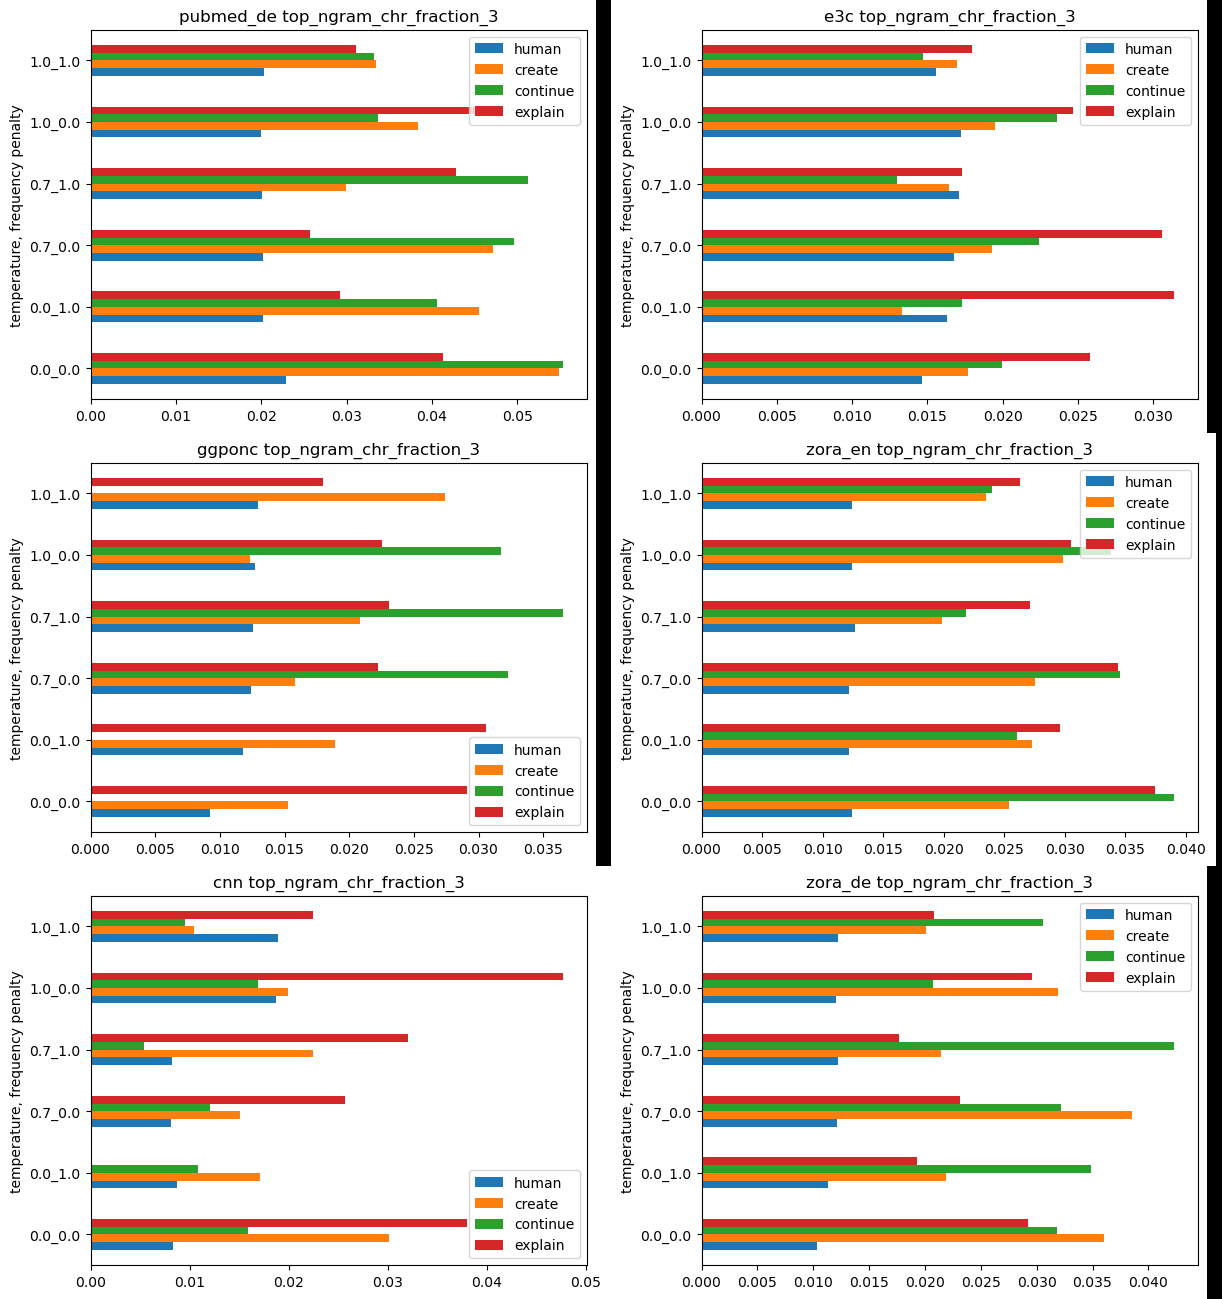 pubmed_de top_ngram_chr_fraction_3
temperature, frequency penalty
1.0_1.0
1.0_0.0
0.7_1.0
0.7_0.0
0.0_1.0
0.0_0.0
0.00 0.01 0.02 0.03 0.04 0.05
human
create
continue
explain
e3c top_ngram_chr_fraction_3
temperature, frequency penalty
1.0_1.0
1.0_0.0
0.7_1.0
0.7_0.0
0.0_1.0
0.0_0.0
0.000 0.005 0.010 0.015 0.020 0.025 0.030
human
create
continue
explain
ggponc top_ngram_chr_fraction_3
temperature, frequency penalty
1.0_1.0
1.0_0.0
0.7_1.0
0.7_0.0
0.0_1.0
0.0_0.0
0.000 0.005 0.010 0.015 0.020 0.025 0.030 0.035
human
create
continue
explain
zora_en top_ngram_chr_fraction_3
temperature, frequency penalty
1.0_1.0
1.0_0.0
0.7_1.0
0.7_0.0
0.0_1.0
0.0_0.0
0.000 0.005 0.010 0.015 0.020 0.025 0.030 0.035 0.040
human
create
continue
explain
cnn top_ngram_chr_fraction_3
temperature, frequency penalty
1.0_1.0
1.0_0.0
0.7_1.0
0.7_0.0
0.0_1.0
0.0_0.0
0.00 0.01 0.02 0.03 0.04 0.05
human
create
continue
explain
zora_de top_ngram_chr_fraction_3
temperature, frequency penalty
1.0_1.0
1.0_0.0
0.7_1.0
0.7_0.0
0.0_1.0
0.0_0.0
0.000 0.005 0.010 0.015 0.020 0.025 0.030 0.035 0.040
human
create
continue
explain